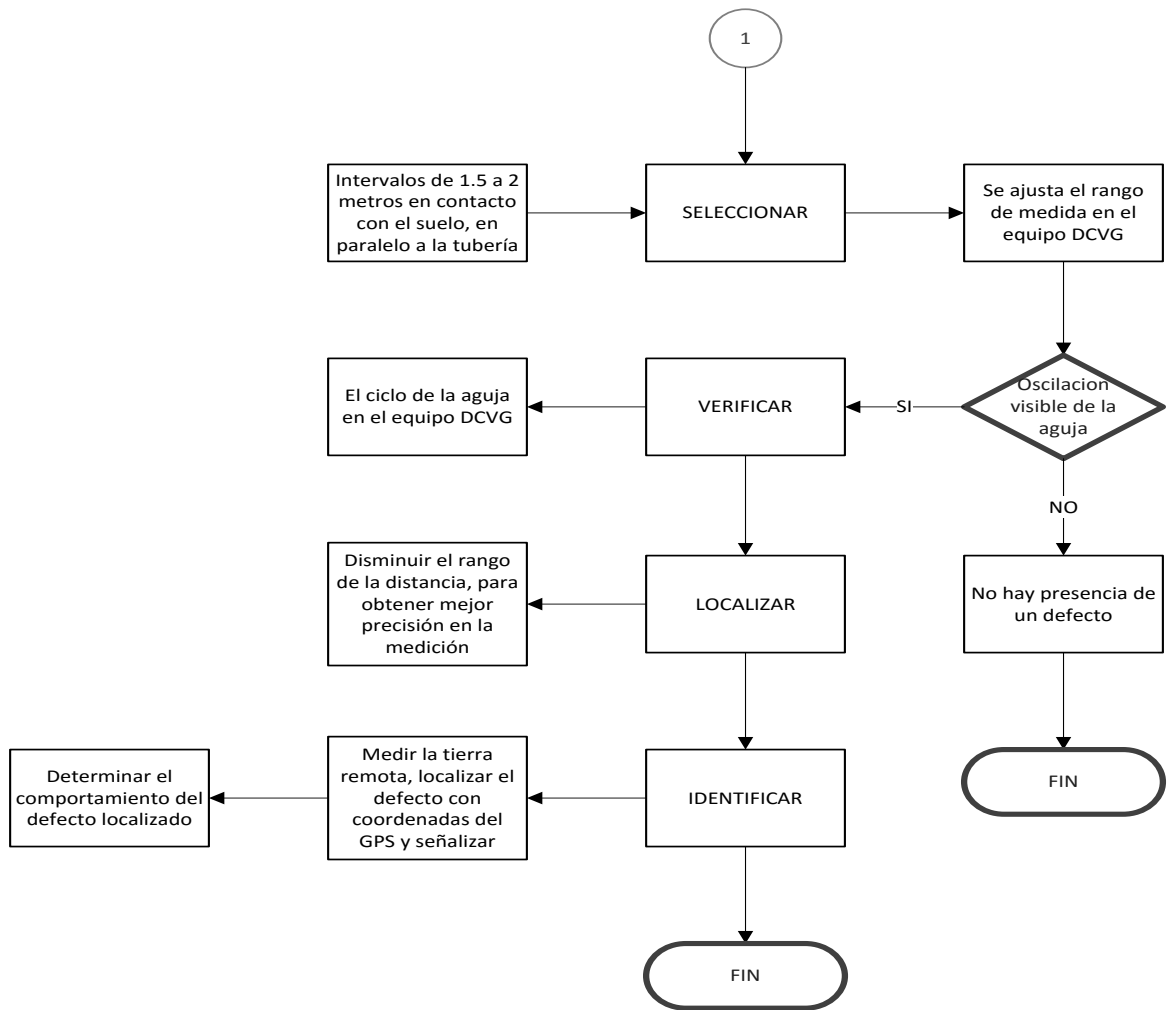 1
Intervalos de 1.5 a 2
metros en contacto
con el suelo, en
paralelo a la tubería
SELECCIONAR
Se ajusta el rango
de medida en el
equipo DCVG
El ciclo de la aguja
en el equipo DCVG
VERIFICAR
SI
Oscilacion
visible de la
aguja
NO
Disminuir el rango
de la distancia, para
obtener mejor
precisión en la
medición
LOCALIZAR
No hay presencia de
un defecto
Determinar el
comportamiento del
defecto localizado
Medir la tierra
remota, localizar el
defecto con
coordenadas del
GPS y señalizar
IDENTIFICAR
FIN
FIN